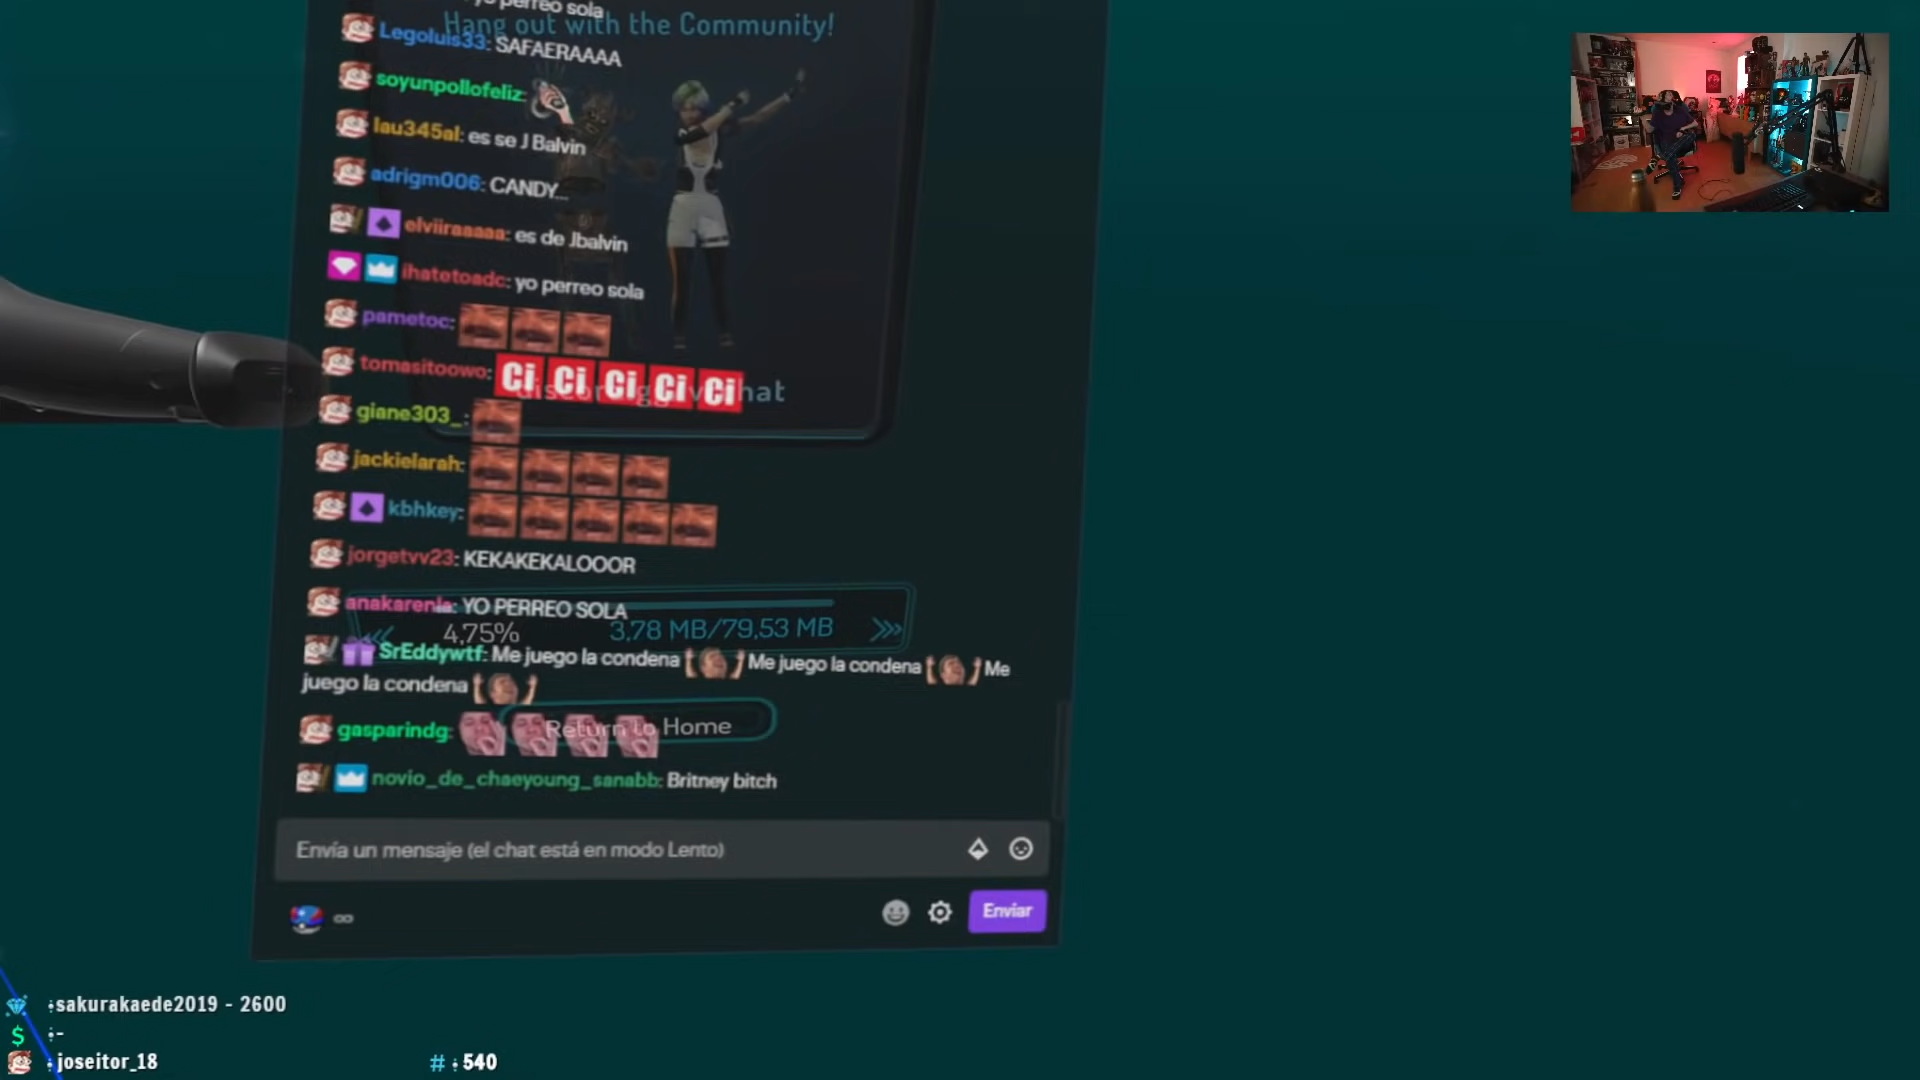 yo perreo sola
Hang out with the Community!
Legoluis33: SAFAERAAAA
soyunpollofeliz:
lau345al: es se J Balvin
adrigm006: CANDY...
elviiraaaaa: es de Jbalvin
ihatetoadc: yo perreo sola
pametoc:
tomasitoowo: Ci Ci Ci Ci Ci
giane303_:
jackielarah:
kbhkey:
jorgetvv23: KEKAKEKALOOOR
anakarenla: YO PERREO SOLA
4,75% 3,78 MB/79,53 MB
SrEddywtf: Me juego la condena Me juego la condena Me
juego la condena
gasparindg:
Return to Home
novio_de_chaeyoung_sanabb: Britney bitch
Envía un mensaje (el chat está en modo Lento)
∞
Enviar
:sakurakaede2019 - 2600
$ :-
:joseitor_18 # : 540